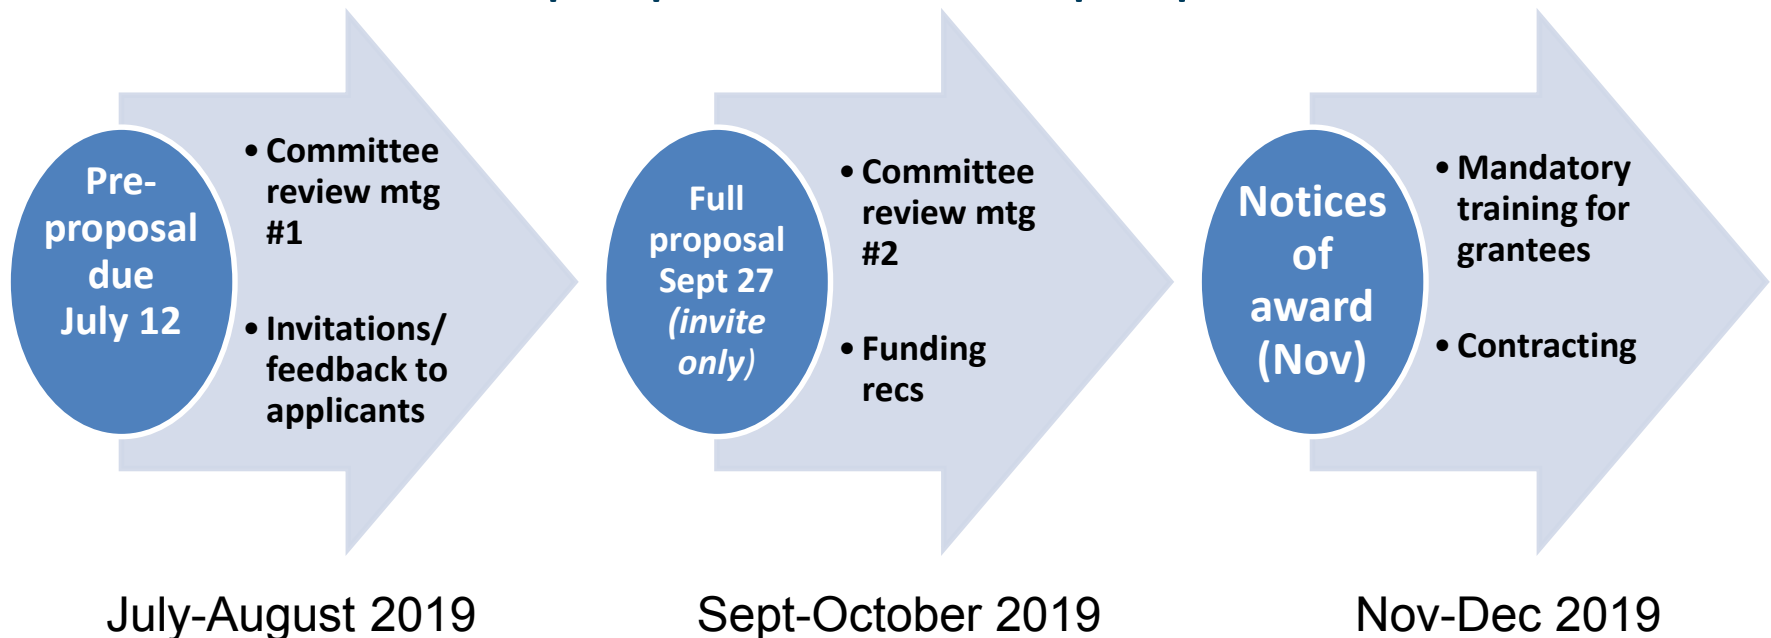 Pre-
proposal
due
July 12
• Committee
review mtg
#1
• Invitations/
feedback to
applicants
Full
proposal
Sept 27
(invite
only)
• Committee
review mtg
#2
• Funding
recs
Notices
of
award
(Nov)
• Mandatory
training for
grantees
• Contracting
July-August 2019
Sept-October 2019
Nov-Dec 2019